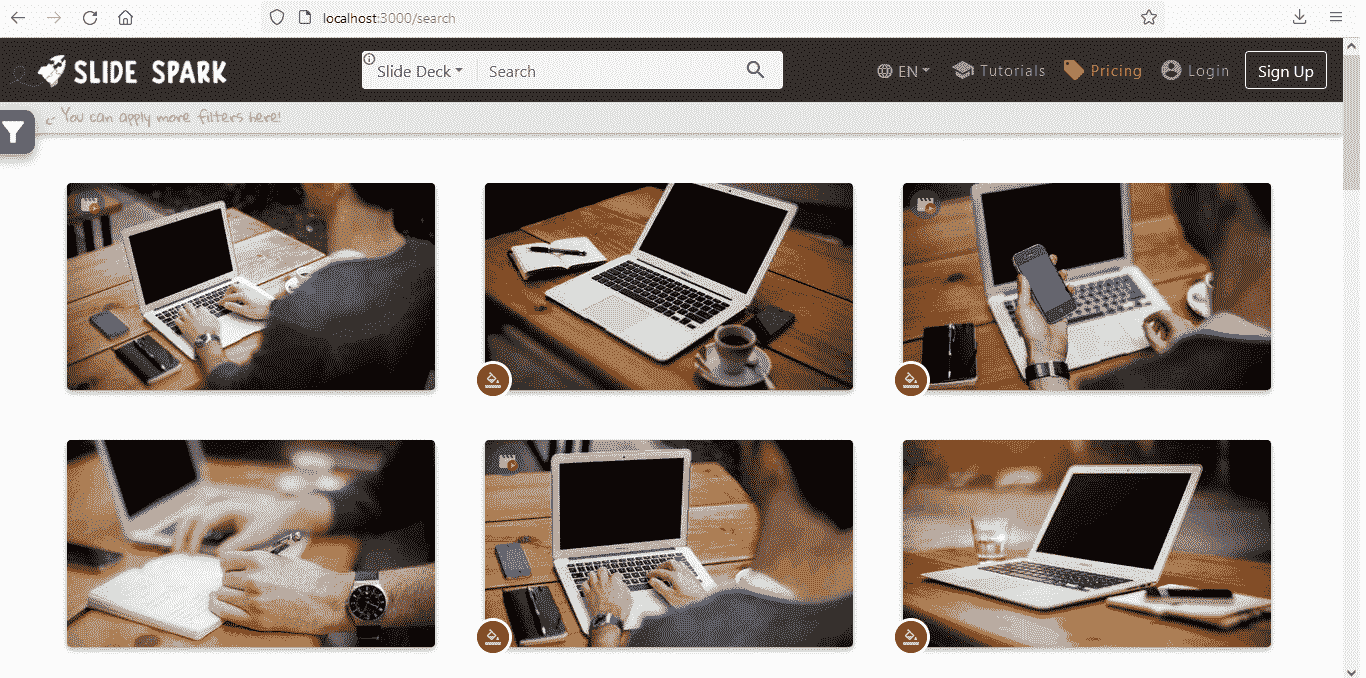 localhost:3000/search
SLIDE SPARK
Slide Deck
Search
EN
Tutorials
Pricing
Login
Sign Up
You can apply more filters here!